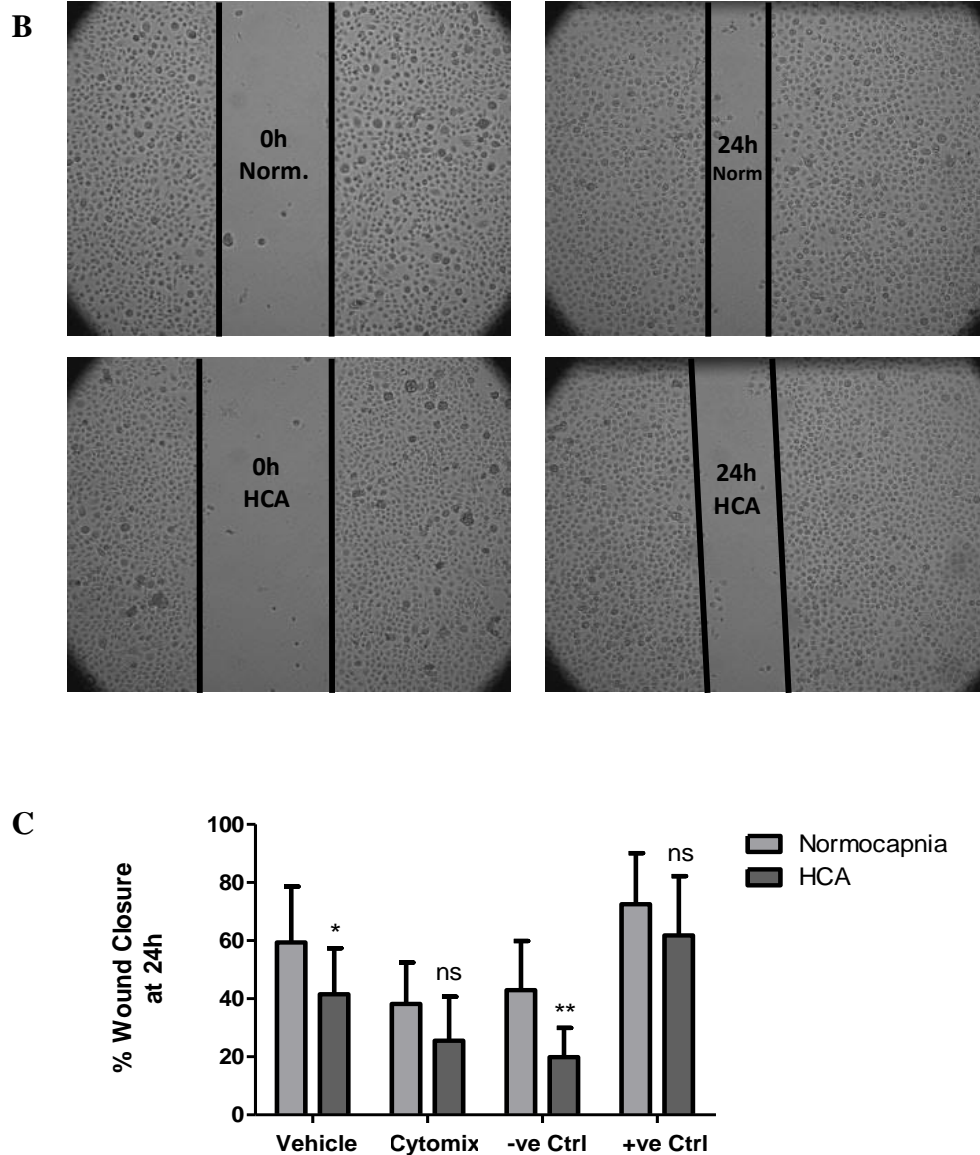 B
0h
Norm.
24h
Norm
0h
HCA
24h
HCA
C
% Wound Closure
at 24h
100
80
60
40
20
0
*
ns
**
ns
Normocapnia
HCA
Vehicle
Cytomix
-ve Ctrl
+ve Ctrl